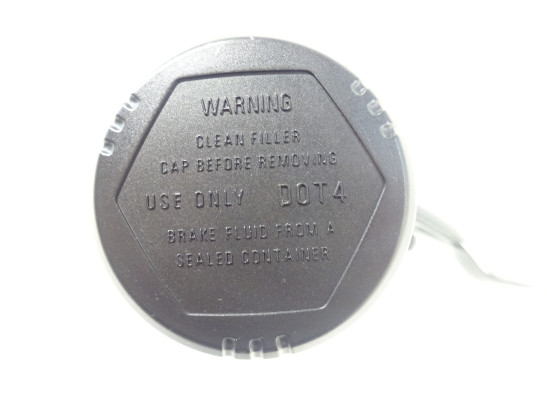 WARNING
CLEAN FILLER
CAP BEFORE REMOVING
USE ONLY DOT4
BRAKE FLUID FROM A
SEALED CONTAINER